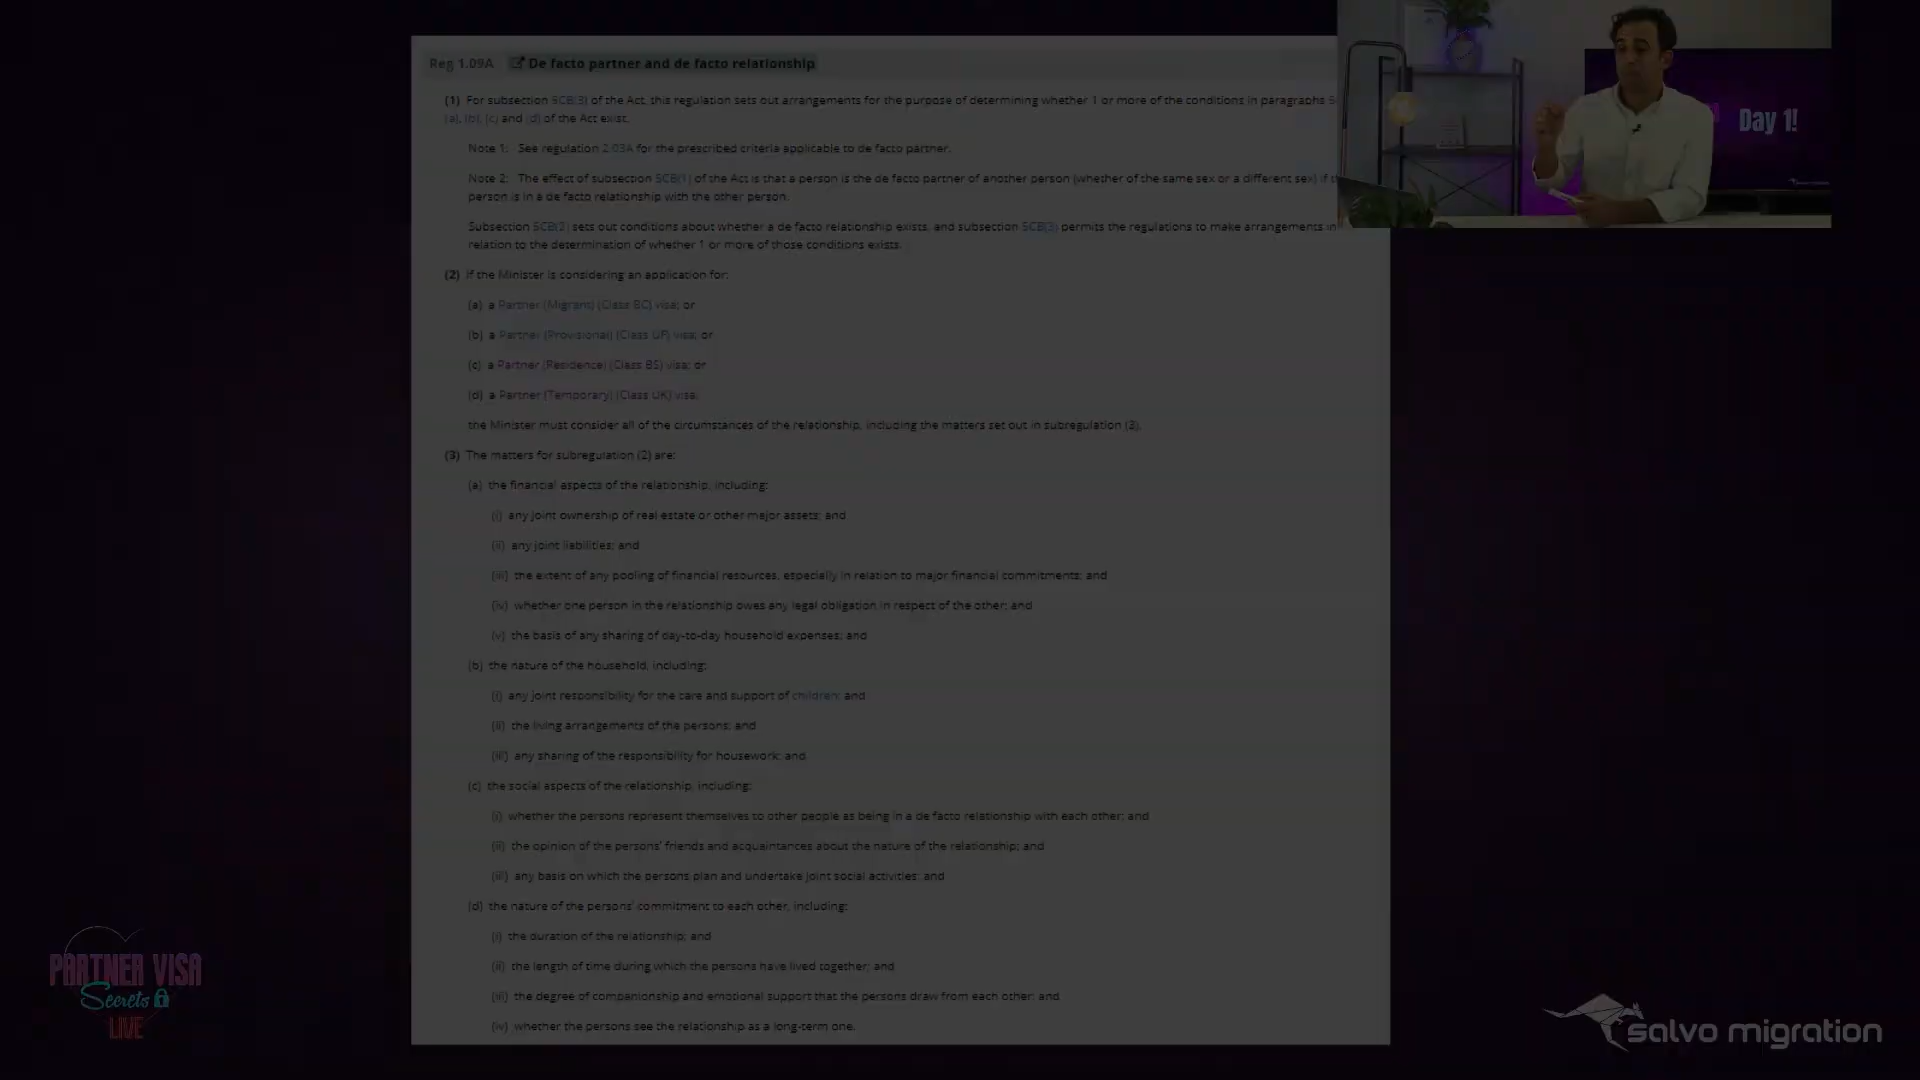 Reg 1.09A De facto partner and de facto relationship
(1) For subsection 5CB(3) of the Act, this regulation sets out arrangements for the purpose of determining whether 1 or more of the conditions in paragraphs
(a), (b), (c) and (d) of the Act exist.
Note 1: See regulation 2.03A for the prescribed criteria applicable to de facto partner.
Note 2: The effect of subsection 5CB(1) of the Act is that a person is the de facto partner of another person (whether of the same sex or a different sex) if
person is in a de facto relationship with the other person.
Subsection 5CB(2) sets out conditions about whether a de facto relationship exists, and subsection 5CB(3) permits the regulations to make arrangements in
relation to the determination of whether 1 or more of those conditions exists.
(2) If the Minister is considering an application for:
(a) a Partner (Migrant) (Class BC) visa; or
(b) a Partner (Provisional) (Class UF) visa; or
(c) a Partner (Residence) (Class BS) visa; or
(d) a Partner (Temporary) (Class UK) visa;
the Minister must consider all of the circumstances of the relationship, including the matters set out in subregulation (3).
(3) The matters for subregulation (2) are:
(a) the financial aspects of the relationship, including:
(i) any joint ownership of real estate or other major assets; and
(ii) any joint liabilities; and
(iii) the extent of any pooling of financial resources, especially in relation to major financial commitments; and
(iv) whether one person in the relationship owes any legal obligation in respect of the other; and
(v) the basis of any sharing of day-to-day household expenses; and
(b) the nature of the household, including:
(i) any joint responsibility for the care and support of children; and
(ii) the living arrangements of the persons; and
(iii) any sharing of the responsibility for housework; and
(c) the social aspects of the relationship, including:
(i) whether the persons represent themselves to other people as being in a de facto relationship with each other; and
(ii) the opinion of the persons' friends and acquaintances about the nature of the relationship; and
(iii) any basis on which the persons plan and undertake joint social activities; and
(d) the nature of the persons' commitment to each other, including:
(i) the duration of the relationship; and
(ii) the length of time during which the persons have lived together; and
(iii) the degree of companionship and emotional support that the persons draw from each other; and
(iv) whether the persons see the relationship as a long-term one.
Day 1!
PARTNER VISA
Secrets
LIVE
salvo migration